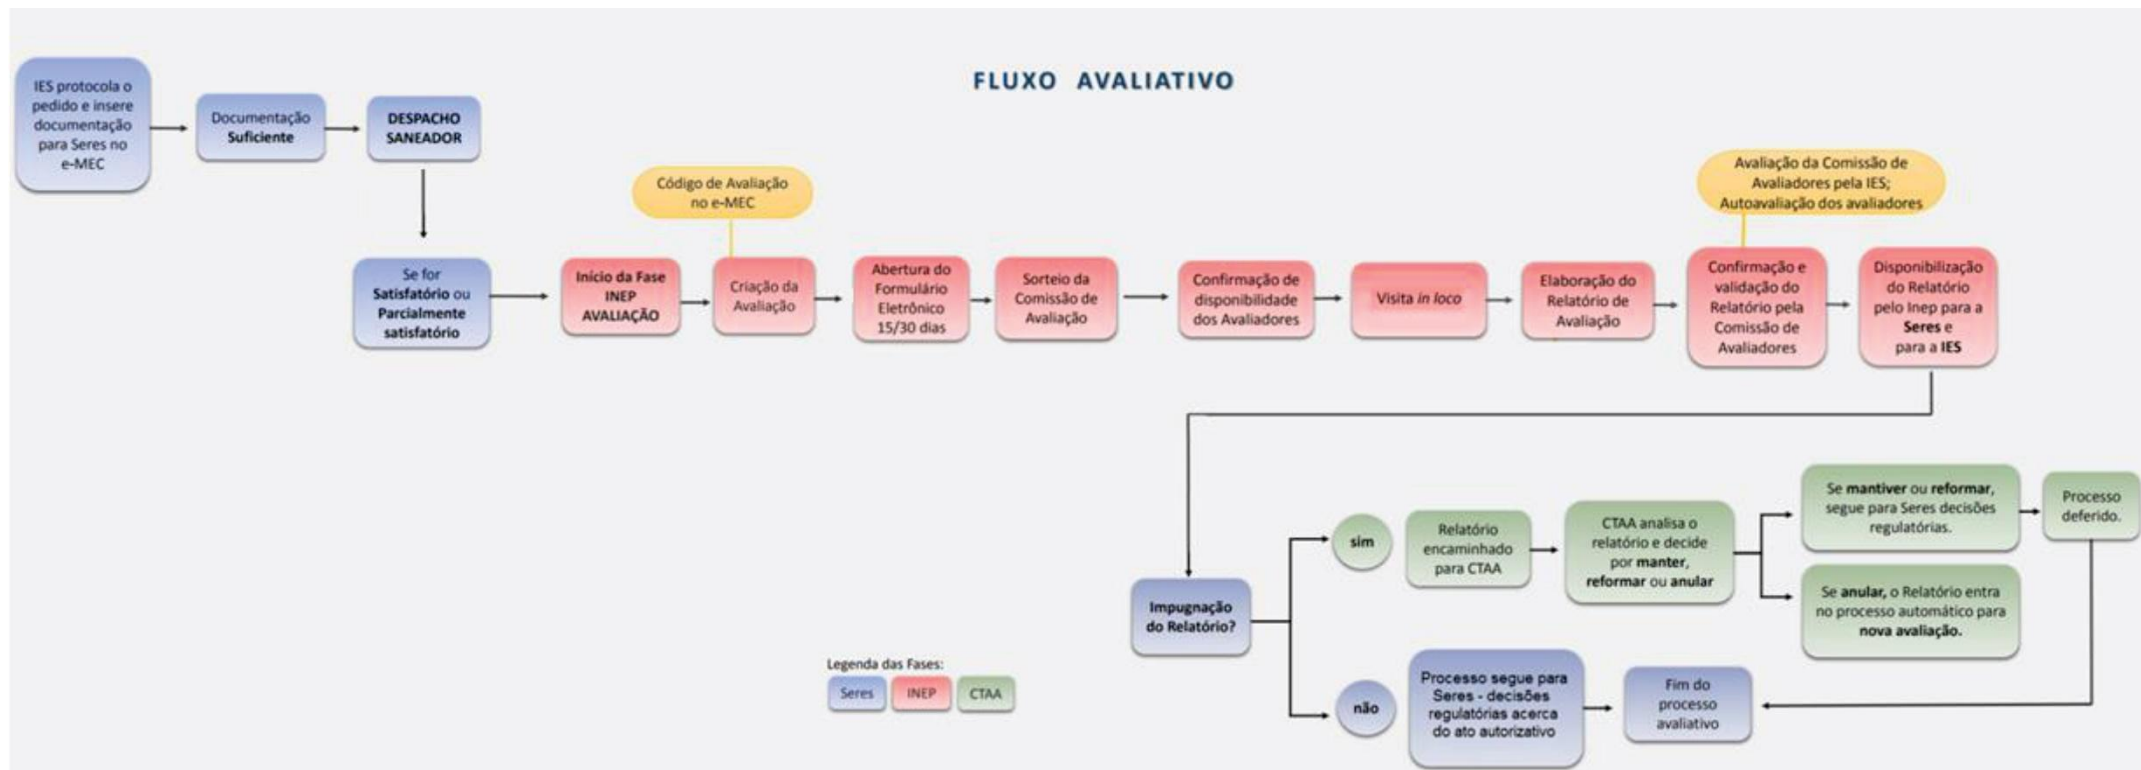 FLUXO AVALIATIVO
IES protocola o
pedido e insere
documentação
para Seres no
e-MEC
Documentação
Suficiente
DESPACHO
SANEADOR
Se for
Satisfatório ou
Parcialmente
satisfatório
Início da Fase
INEP
AVALIAÇÃO
Código de Avaliação
no e-MEC
Criação da
Avaliação
Abertura do
Formulário
Eletrônico
15/30 dias
Sorteio da
Comissão de
Avaliação
Confirmação de
disponibilidade
dos Avaliadores
Visita in loco
Elaboração do
Relatório de
Avaliação
Avaliação da Comissão de
Avaliadores pela IES;
Autoavaliação dos avaliadores
Confirmação e
validação do
Relatório pela
Comissão de
Avaliadores
Disponibilização
do Relatório
pelo Inep para a
Seres e
para a IES
Impugnação
do Relatório?
sim
Relatório
encaminhado
para CTAA
CTAA analisa o
relatório e decide
por manter,
reformar ou anular
Se mantiver ou reformar,
segue para Seres decisões
regulatórias.
Processo
deferido.
Se anular, o Relatório entra
no processo automático para
nova avaliação.
não
Processo segue para
Seres - decisões
regulatórias acerca
do ato autorizativo
Fim do
processo
avaliativo
Legenda das Fases:
Seres
INEP
CTAA